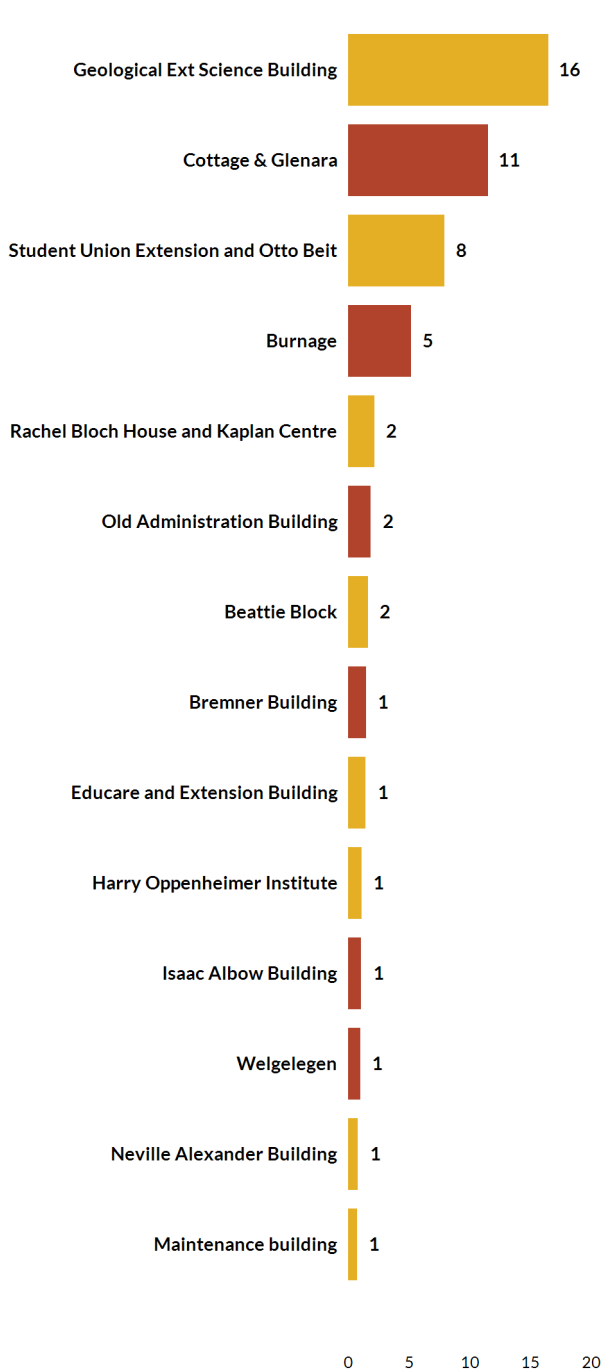 Geological Ext Science Building 16
Cottage & Glenara 11
Student Union Extension and Otto Beit 8
Burnage 5
Rachel Bloch House and Kaplan Centre 2
Old Administration Building 2
Beattie Block 2
Bremner Building 1
Educare and Extension Building 1
Harry Oppenheimer Institute 1
Isaac Albow Building 1
Welgelegen 1
Neville Alexander Building 1
Maintenance building 1
0 5 10 15 20